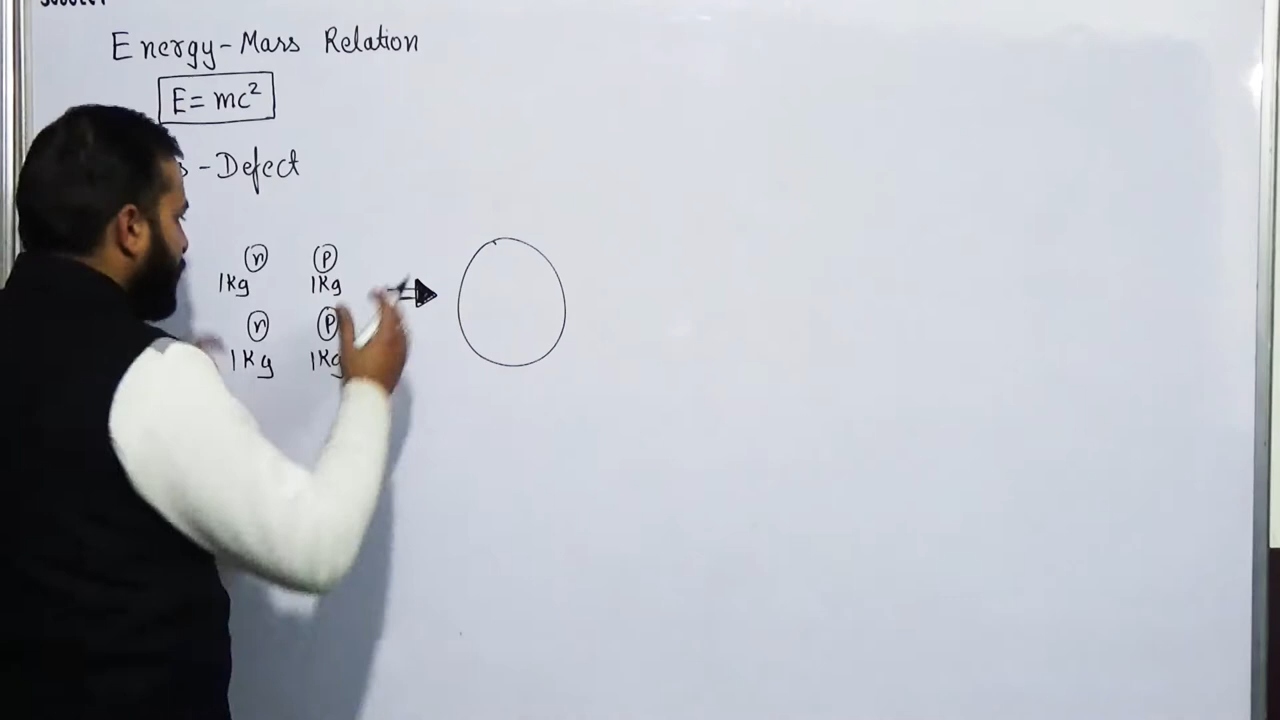 Energy-Mass Relation
E=mc²
-Defect
n p
1Kg 1Kg
n p
1Kg 1Kg